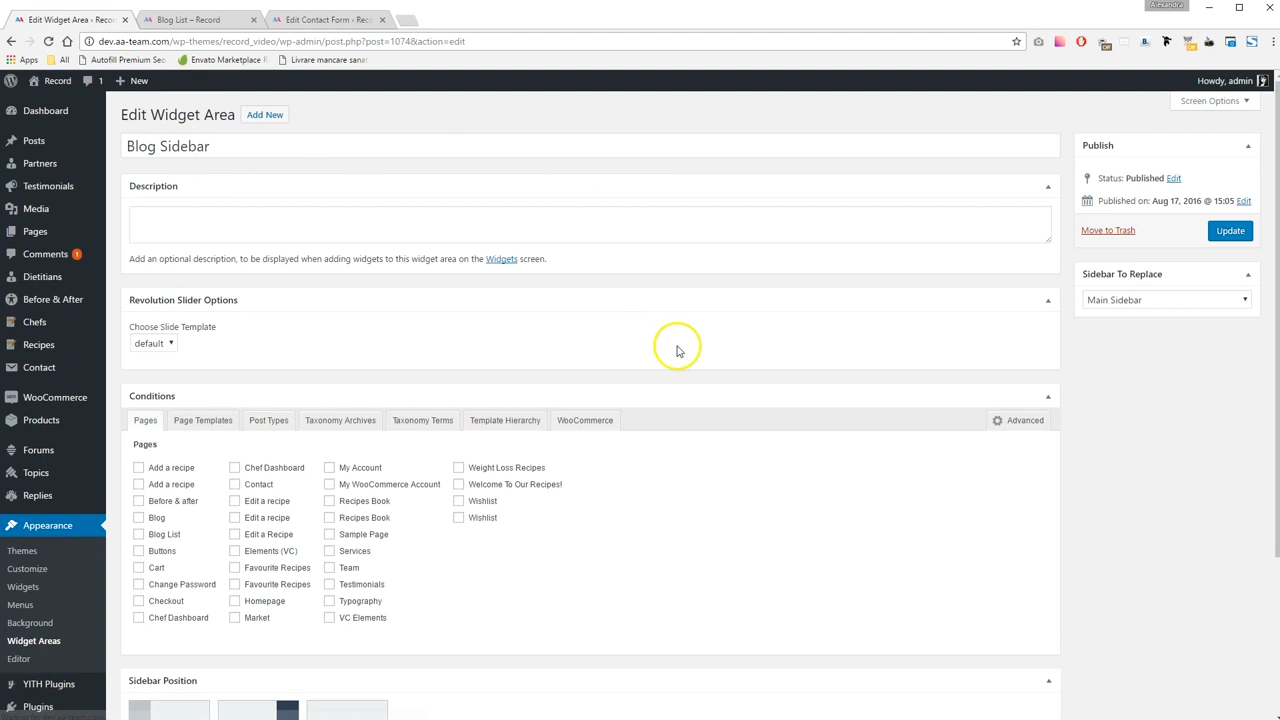 Alexandra
Edit Widget Area ‹ Recor
Blog List – Record
Edit Contact Form ‹ Reco
dev.aa-team.com/wp-themes/record_video/wp-admin/post.php?post=1074&action=edit
Apps
All
Autofill Premium Seo
Envato Marketplace
Livrare mancare sanat
Record
1
New
Howdy, admin
Screen Options
Dashboard
Posts
Partners
Testimonials
Media
Pages
Comments 1
Dietitians
Before & After
Chefs
Recipes
Contact
WooCommerce
Products
Forums
Topics
Replies
Appearance
Themes
Customize
Widgets
Menus
Background
Widget Areas
Editor
YITH Plugins
Plugins
Edit Widget Area
Add New
Blog Sidebar
Description
Add an optional description, to be displayed when adding widgets to this widget area on the Widgets screen.
Revolution Slider Options
Choose Slide Template
default
Conditions
Pages
Page Templates
Post Types
Taxonomy Archives
Taxonomy Terms
Template Hierarchy
WooCommerce
Advanced
Pages
Add a recipe
Add a recipe
Before & after
Blog
Blog List
Buttons
Cart
Change Password
Checkout
Chef Dashboard
Chef Dashboard
Contact
Edit a recipe
Edit a recipe
Edit a Recipe
Elements (VC)
Favourite Recipes
Favourite Recipes
Homepage
Market
My Account
My WooCommerce Account
Recipes Book
Recipes Book
Sample Page
Services
Team
Testimonials
Typography
VC Elements
Weight Loss Recipes
Welcome To Our Recipes!
Wishlist
Wishlist
Sidebar Position
Publish
Status: Published Edit
Published on: Aug 17, 2016 @ 15:05 Edit
Move to Trash
Update
Sidebar To Replace
Main Sidebar